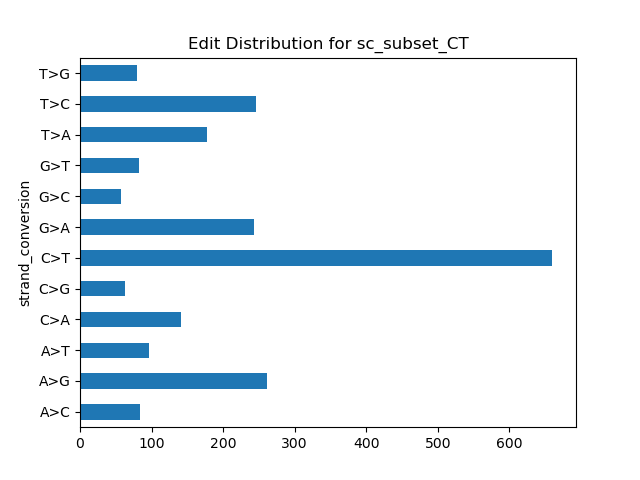 Edit Distribution for sc_subset_CT
T>G
T>C
T>A
G>T
G>C
G>A
C>T
C>G
C>A
A>T
A>G
A>C
strand_conversion
0 100 200 300 400 500 600